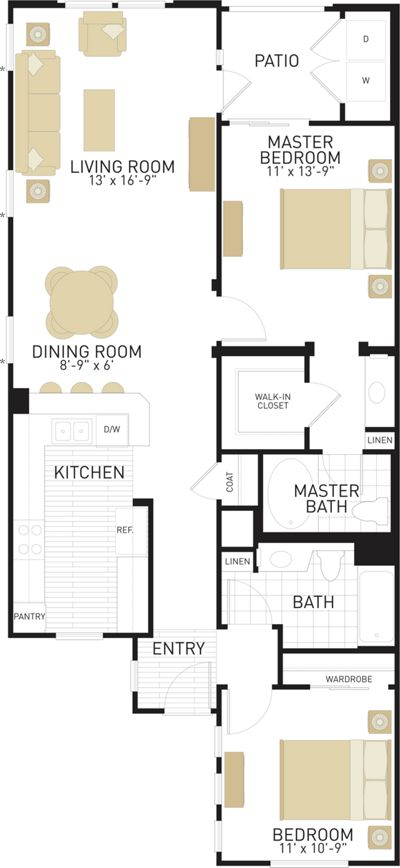 D
PATIO
W
MASTER
BEDROOM
11' x 13'-9"
LIVING ROOM
13' x 16'-9"
*
*
*
DINING ROOM
8'-9" x 6'
WALK-IN
CLOSET
D/W
LINEN
KITCHEN
COAT
MASTER
BATH
REF.
LINEN
BATH
PANTRY
ENTRY
WARDROBE
BEDROOM
11' x 10'-9"